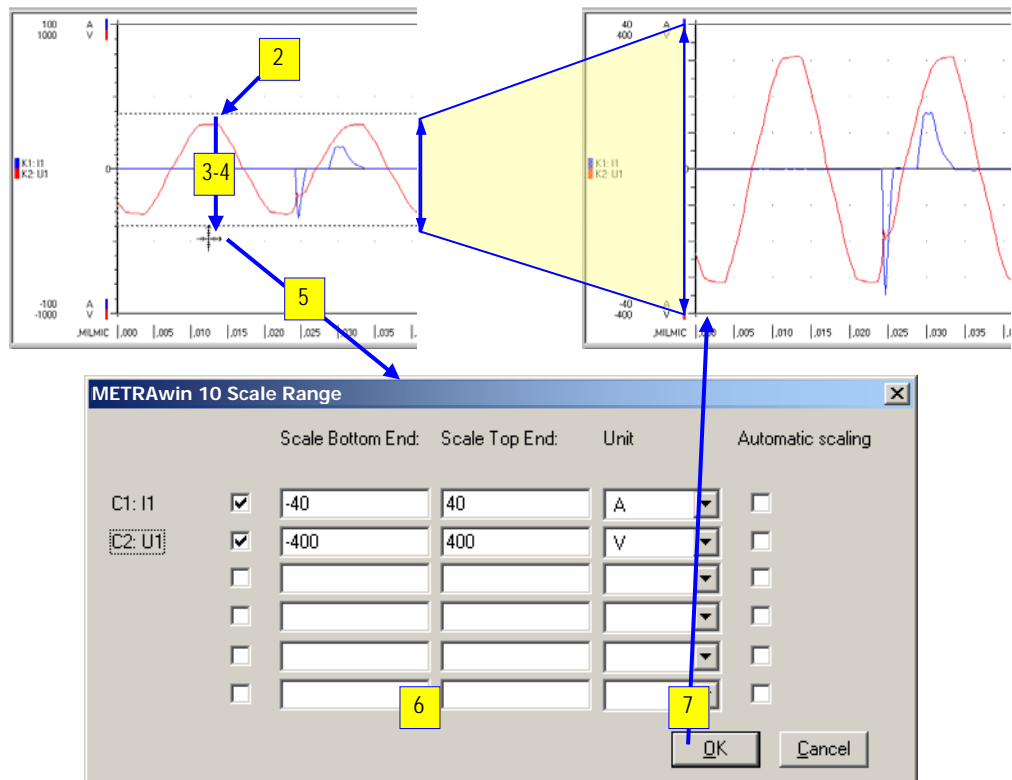 100 A
1000 V
2
K1: I1
K2: U1
0
3-4
5
-100 A
-1000 V
,MILMIC |,000 |,005 |,010 |,015 |,020 |,025 |,030 |,035
40 A
400 V
K1: I1
K2: U1
0
-40 A
-400 V
,MILMIC |,000 |,005 |,010 |,015 |,020 |,025 |,030 |,035
METRAwin 10 Scale Range
Scale Bottom End: Scale Top End: Unit Automatic scaling
C1: I1 -40 40 A
C2: U1 -400 400 V
6
7
OK Cancel